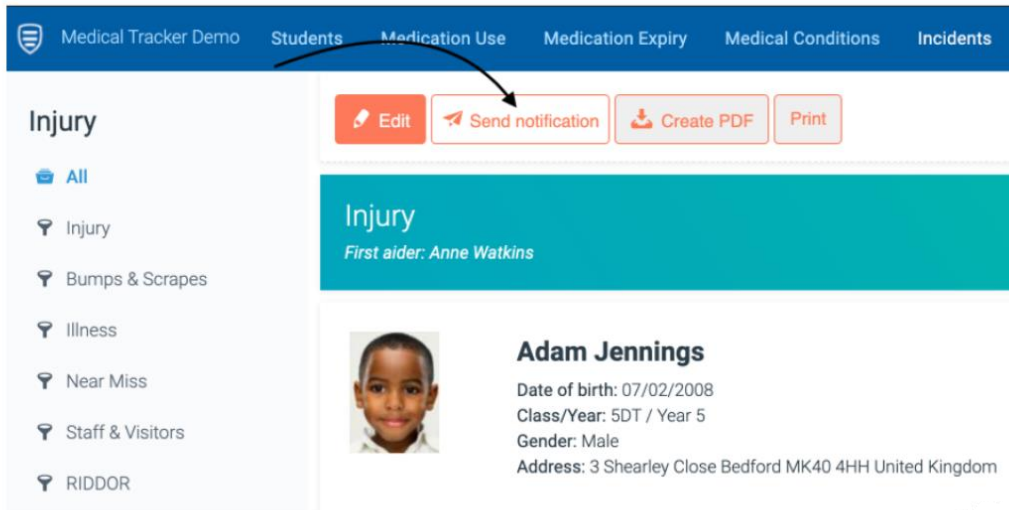 Medical Tracker Demo Students Medication Use Medication Expiry Medical Conditions Incidents
Injury
All
Injury
Bumps & Scrapes
Illness
Near Miss
Staff & Visitors
RIDDOR
Edit Send notification Create PDF Print
Injury
First aider: Anne Watkins
Adam Jennings
Date of birth: 07/02/2008
Class/Year: 5DT / Year 5
Gender: Male
Address: 3 Shearley Close Bedford MK40 4HH United Kingdom